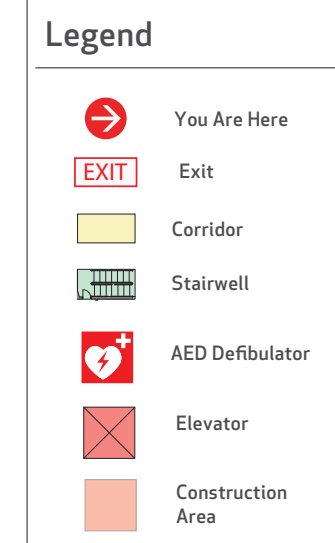 Legend
You Are Here
EXIT Exit
Corridor
Stairwell
AED Defibulator
Elevator
Construction
Area